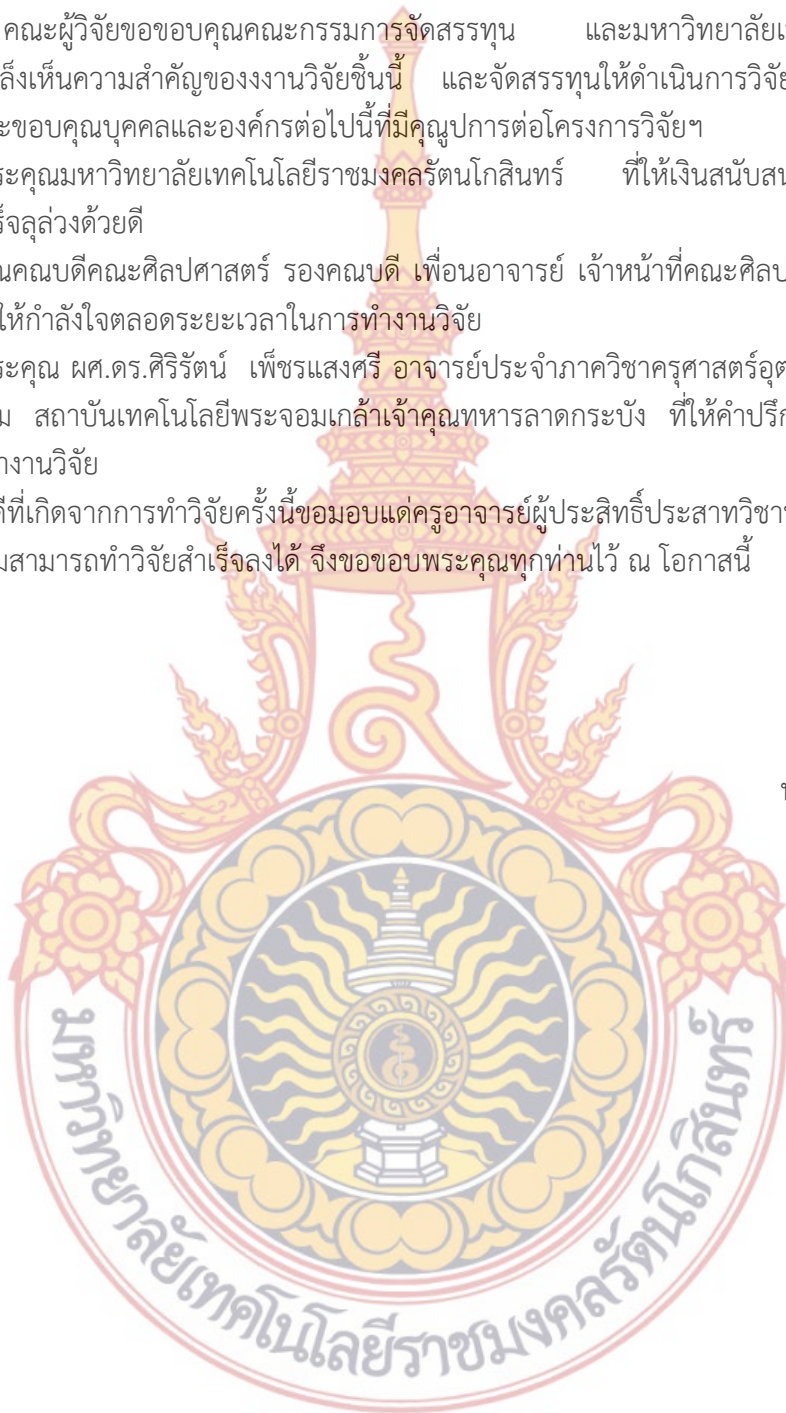 คณะผู้วิจัยขอขอบคุณคณะกรรมการจัดสรรทุน และมหาวิทยาลัยเ
ล็งเห็นความสำคัญของงงานวิจัยชิ้นนี้ และจัดสรรทุนให้ดำเนินการวิจัย
ะขอบคุณบุคคลและองค์กรต่อไปนี้ที่มีคุณูปการต่อโครงการวิจัยฯ
ระคุณมหาวิทยาลัยเทคโนโลยีราชมงคลรัตนโกสินทร์ ที่ให้เงินสนับสน
ร็จลุล่วงด้วยดี
ณคณบดีคณะศิลปศาสตร์ รองคณบดี เพื่อนอาจารย์ เจ้าหน้าที่คณะศิลป
ให้กำลังใจตลอดระยะเวลาในการทำงานวิจัย
ระคุณ ผศ.ดร.ศิริรัตน์ เพ็ชรแสงศรี อาจารย์ประจำภาควิชาครุศาสตร์อุต
ม สถาบันเทคโนโลยีพระจอมเกล้าเจ้าคุณทหารลาดกระบัง ที่ให้คำปรึก
างานวิจัย
ดีที่เกิดจากการทำวิจัยครั้งนี้ขอมอบแด่ครูอาจารย์ผู้ประสิทธิ์ประสาทวิชา
มสามารถทำวิจัยสำเร็จลงได้ จึงขอขอบพระคุณทุกท่านไว้ ณ โอกาสนี้
มหาวิทยาลัยเทคโนโลยีราชมงคลรัตนโกสินทร์